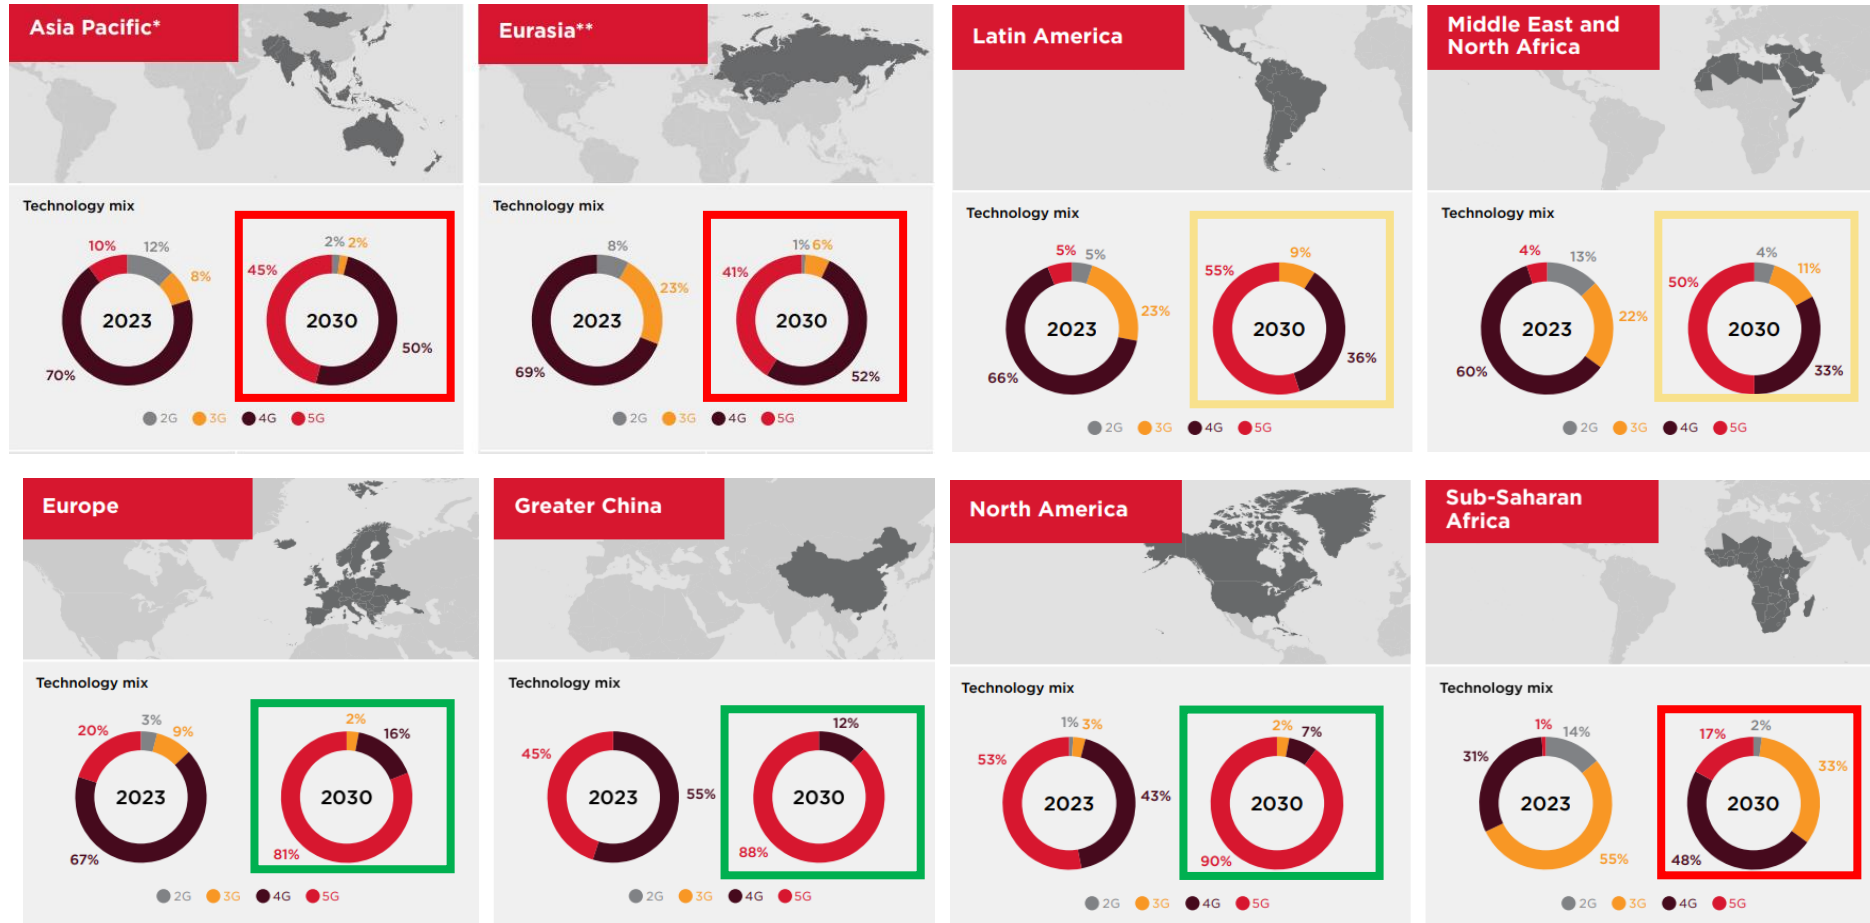 Asia Pacific*
Technology mix
10% 12%
8%
2023
70%
2% 2%
45%
2030
50%
2G 3G 4G 5G
Eurasia**
Technology mix
8%
23%
2023
69%
1% 6%
41%
2030
52%
2G 3G 4G 5G
Latin America
Technology mix
5% 5%
23%
2023
66%
9%
55%
2030
36%
2G 3G 4G 5G
Middle East and
North Africa
Technology mix
4% 13%
22%
2023
60%
4%
11%
50%
2030
33%
2G 3G 4G 5G
Europe
Technology mix
20% 3% 9%
2023
67%
2%
16%
2030
81%
2G 3G 4G 5G
Greater China
Technology mix
45%
2023
55%
12%
2030
88%
2G 3G 4G 5G
North America
Technology mix
1% 3%
53%
2023
43%
2%
7%
2030
90%
2G 3G 4G 5G
Sub-Saharan
Africa
Technology mix
1% 14%
31%
2023
55%
2%
17%
33%
2030
48%
2G 3G 4G 5G